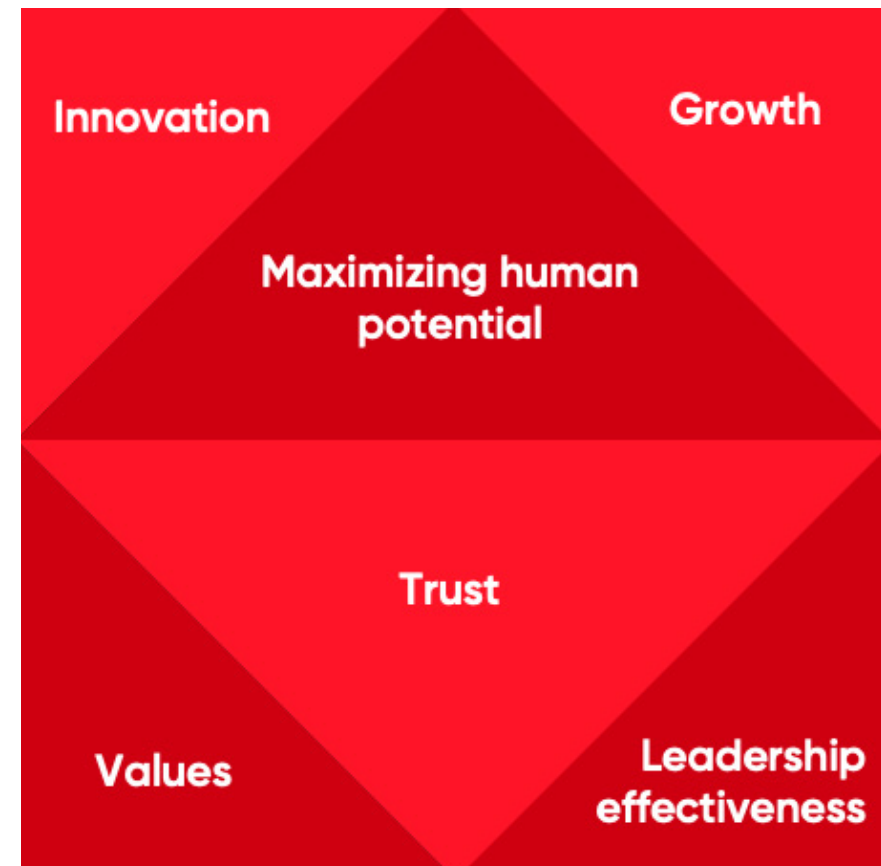 Innovation
Growth
Maximizing human
potential
Trust
Values
Leadership
effectiveness